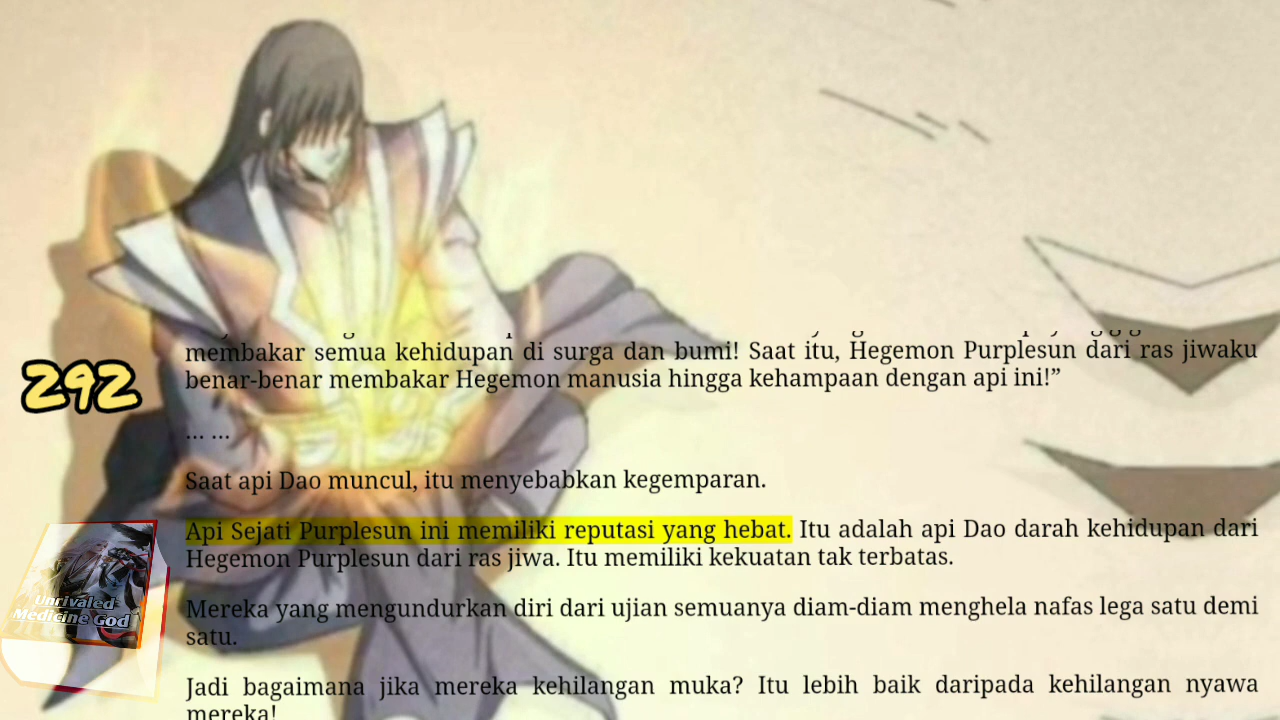 membakar semua kehidupan di surga dan bumi! Saat itu, Hegemon Purplesun dari ras jiwaku
benar-benar membakar Hegemon manusia hingga kehampaan dengan api ini!”
292
... ...
Saat api Dao muncul, itu menyebabkan kegemparan.
Api Sejati Purplesun ini memiliki reputasi yang hebat. Itu adalah api Dao darah kehidupan dari
Hegemon Purplesun dari ras jiwa. Itu memiliki kekuatan tak terbatas.
Unrivaled
Medicine God
Mereka yang mengundurkan diri dari ujian semuanya diam-diam menghela nafas lega satu demi
satu.
Jadi bagaimana jika mereka kehilangan muka? Itu lebih baik daripada kehilangan nyawa
mereka!